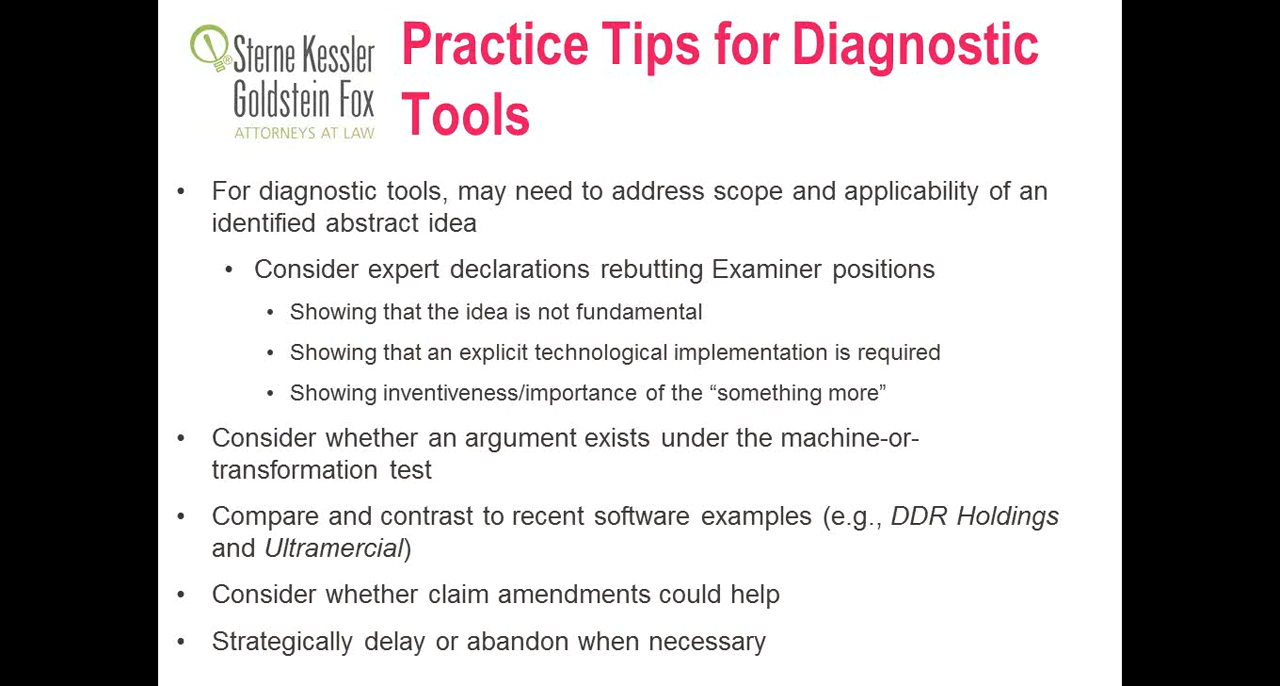 Sterne Kessler
Goldstein Fox
ATTORNEYS AT LAW
Practice Tips for Diagnostic
Tools
• For diagnostic tools, may need to address scope and applicability of an
identified abstract idea
• Consider expert declarations rebutting Examiner positions
• Showing that the idea is not fundamental
• Showing that an explicit technological implementation is required
• Showing inventiveness/importance of the “something more”
• Consider whether an argument exists under the machine-or-
transformation test
• Compare and contrast to recent software examples (e.g., DDR Holdings
and Ultramercial)
• Consider whether claim amendments could help
• Strategically delay or abandon when necessary